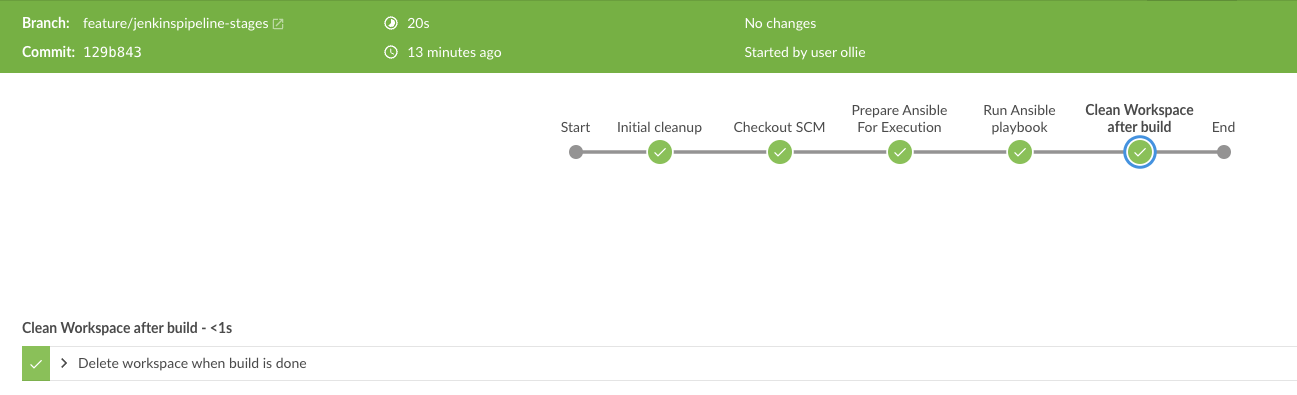 Branch: feature/jenkinspipeline-stages 20s No changes
Commit: 129b843 13 minutes ago Started by user ollie
Start Initial cleanup Checkout SCM Prepare Ansible For Execution Run Ansible playbook Clean Workspace after build End
Clean Workspace after build - <1s
Delete workspace when build is done